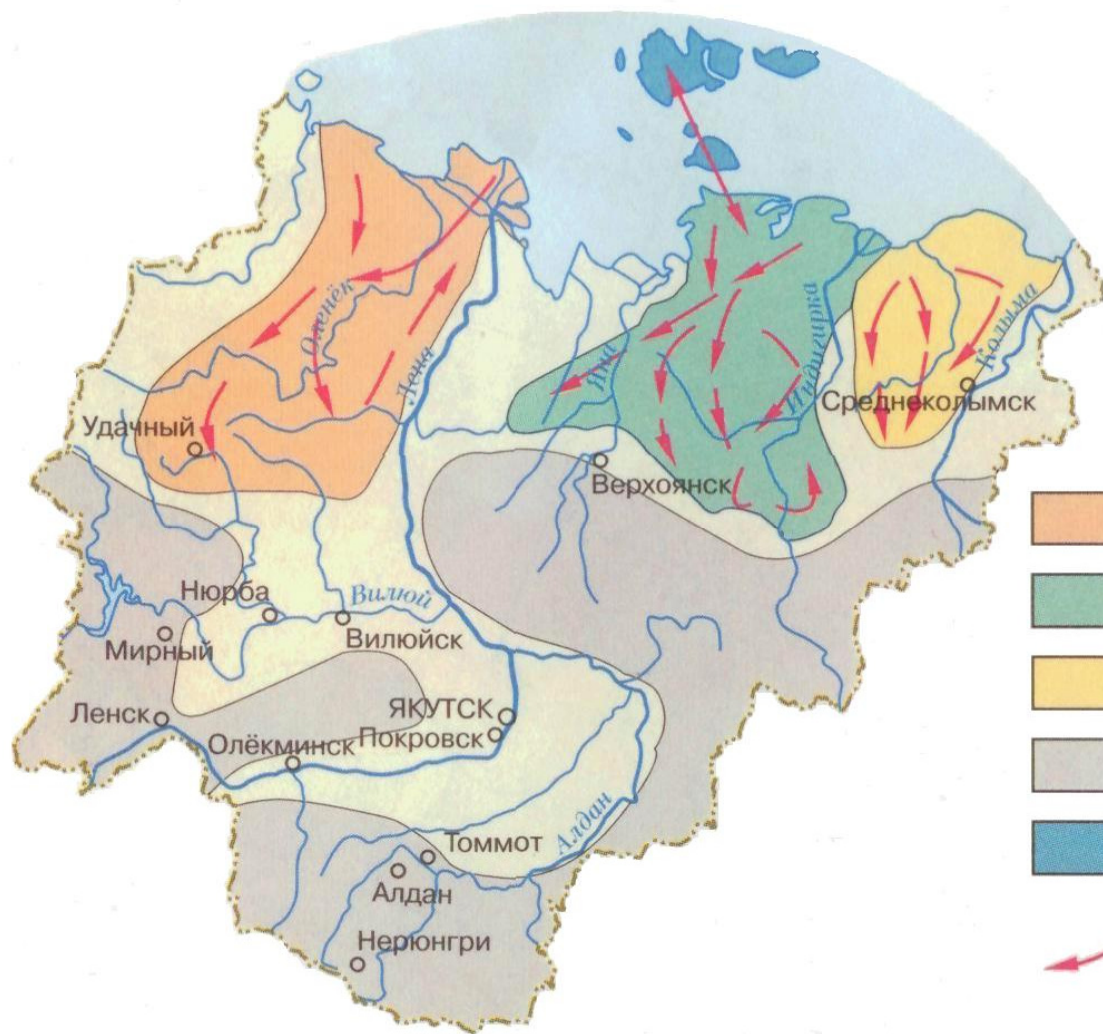 Оленёк
Лена
Яна
Индигирка
Колыма
Среднеколымск
Удачный
Верхоянск
Нюрба
Вилюй
Мирный
Вилюйск
Ленск
ЯКУТСК
Покровск
Олёкминск
Томмот
Алдан
Алдан
Нерюнгри